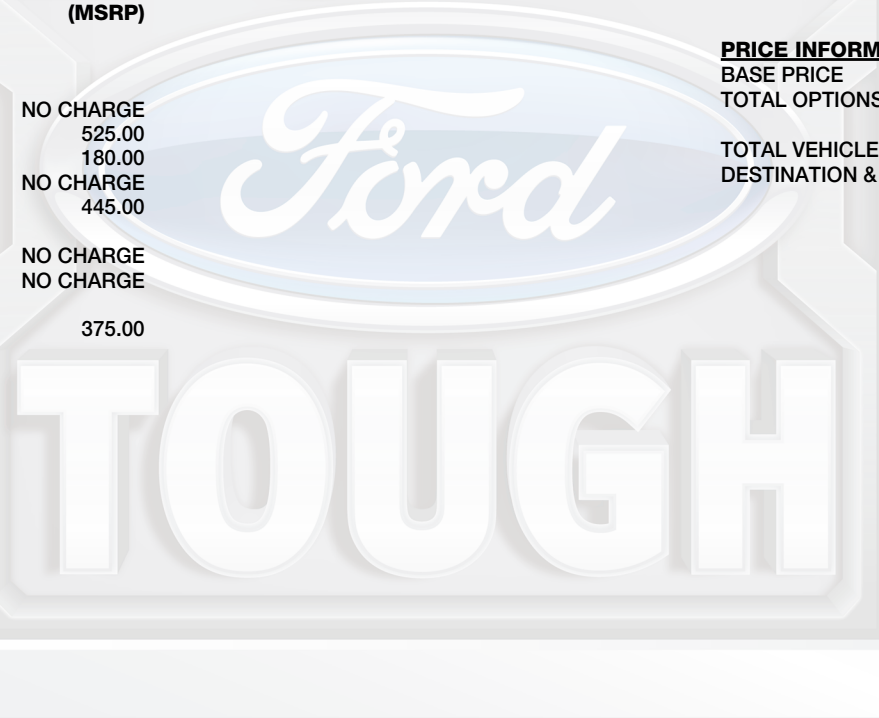 (MSRP)
NO CHARGE
525.00
180.00
NO CHARGE
445.00
NO CHARGE
NO CHARGE
375.00
PRICE INFORM
BASE PRICE
TOTAL OPTIONS
TOTAL VEHICLE
DESTINATION &
Ford
TOUGH